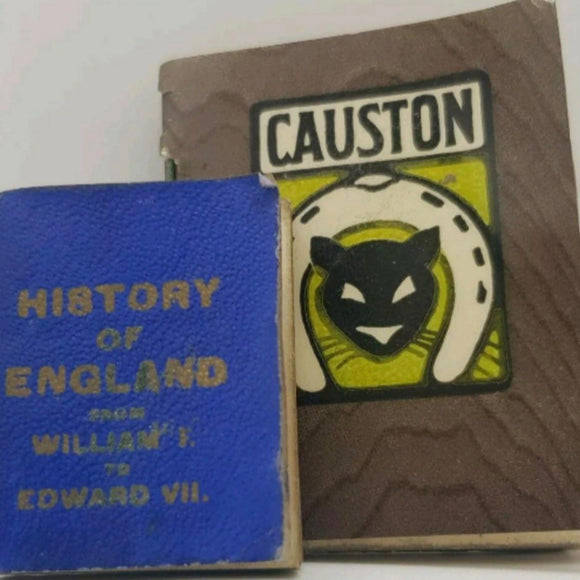 CAUSTON
HISTORY
OF
ENGLAND
FROM
WILLIAM I.
TO
EDWARD VII.